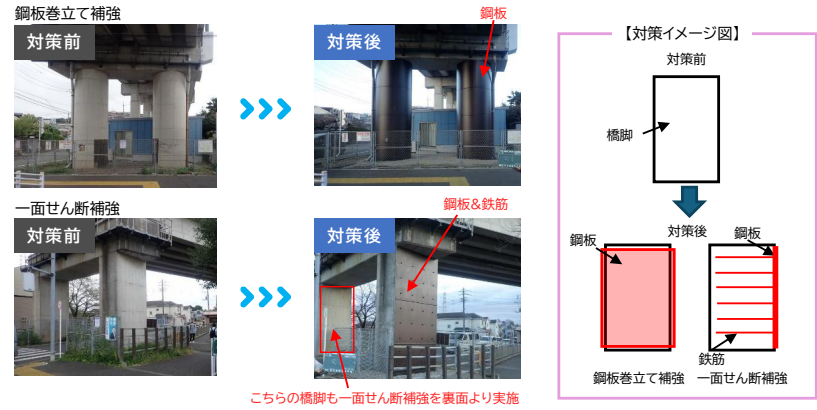 鋼板巻立て補強
対策前
対策後
鋼板
一面せん断補強
対策前
対策後
鋼板&鉄筋
こちらの橋脚も一面せん断補強を裏面より実施
【対策イメージ図】
対策前
橋脚
対策後
鋼板
鋼板
鉄筋
鋼板巻立て補強
一面せん断補強